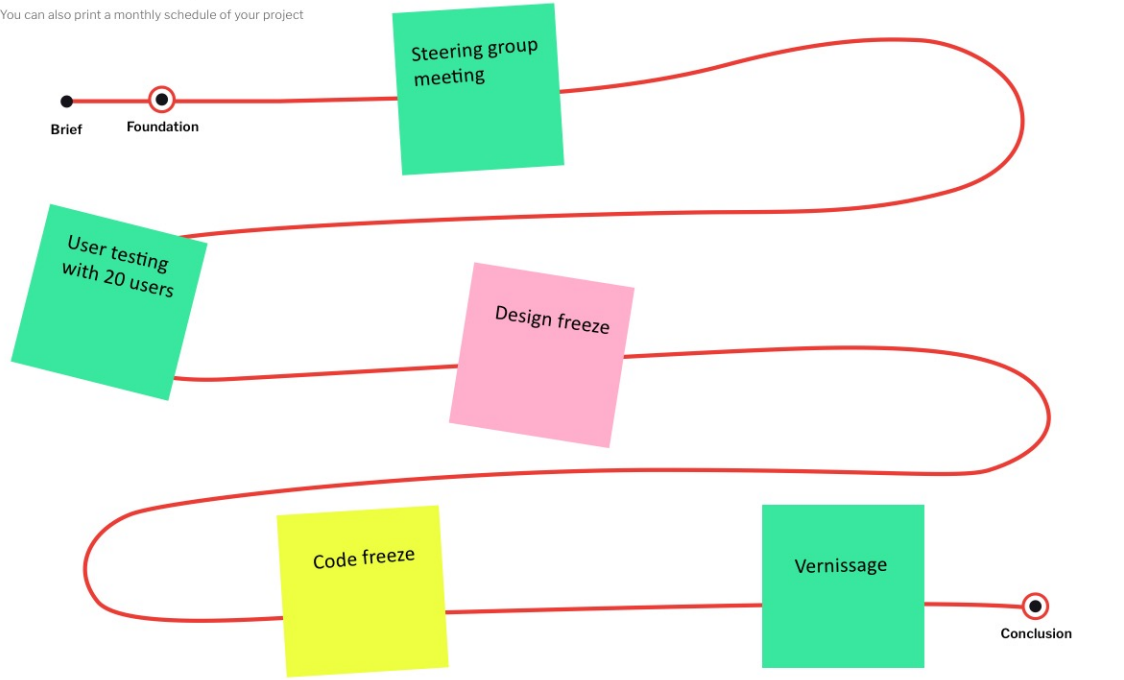 You can also print a monthly schedule of your project
Steering group
meeting
Brief
Foundation
User testing
with 20 users
Design freeze
Code freeze
Vernissage
Conclusion